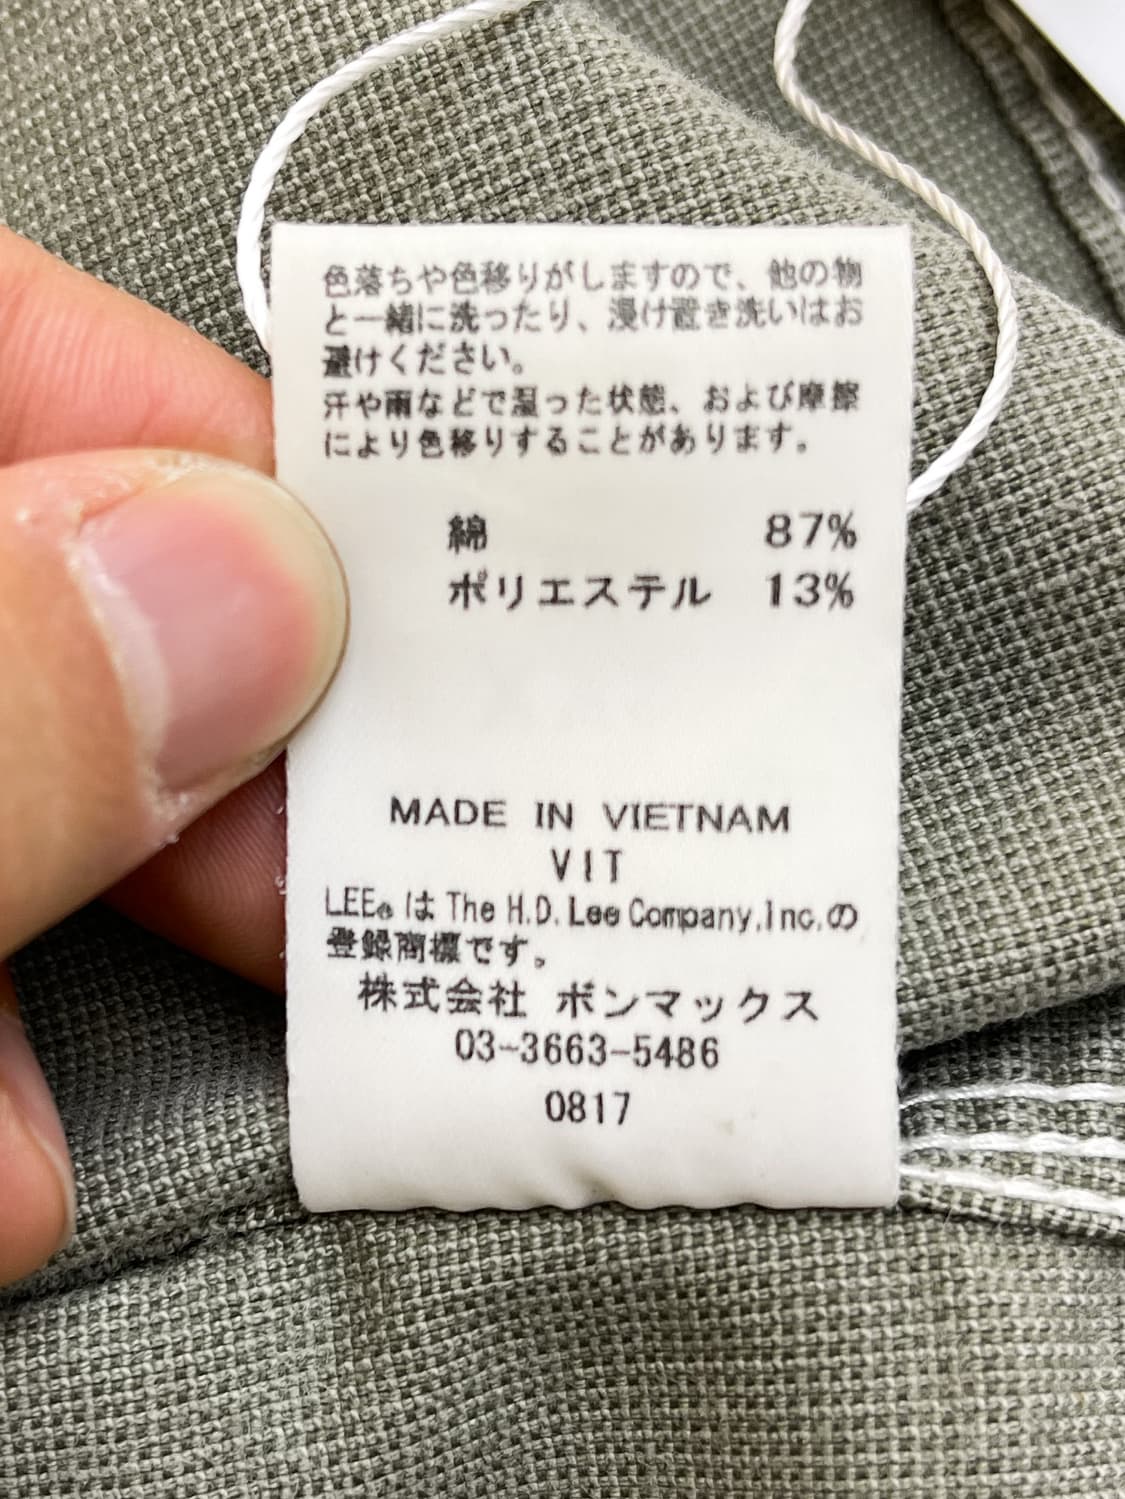 色落ちや色移りがしますので、他の物
と一緒に洗ったり、浸け置き洗いはお
避けください。
汗や雨などで湿った状態、および摩擦
により色移りすることがあります。
綿 87%
ポリエステル 13%
MADE IN VIETNAM
VIT
LEE® は The H.D. Lee Company,Inc.の
登録商標です。
株式会社 ボンマックス
03-3663-5486
0817